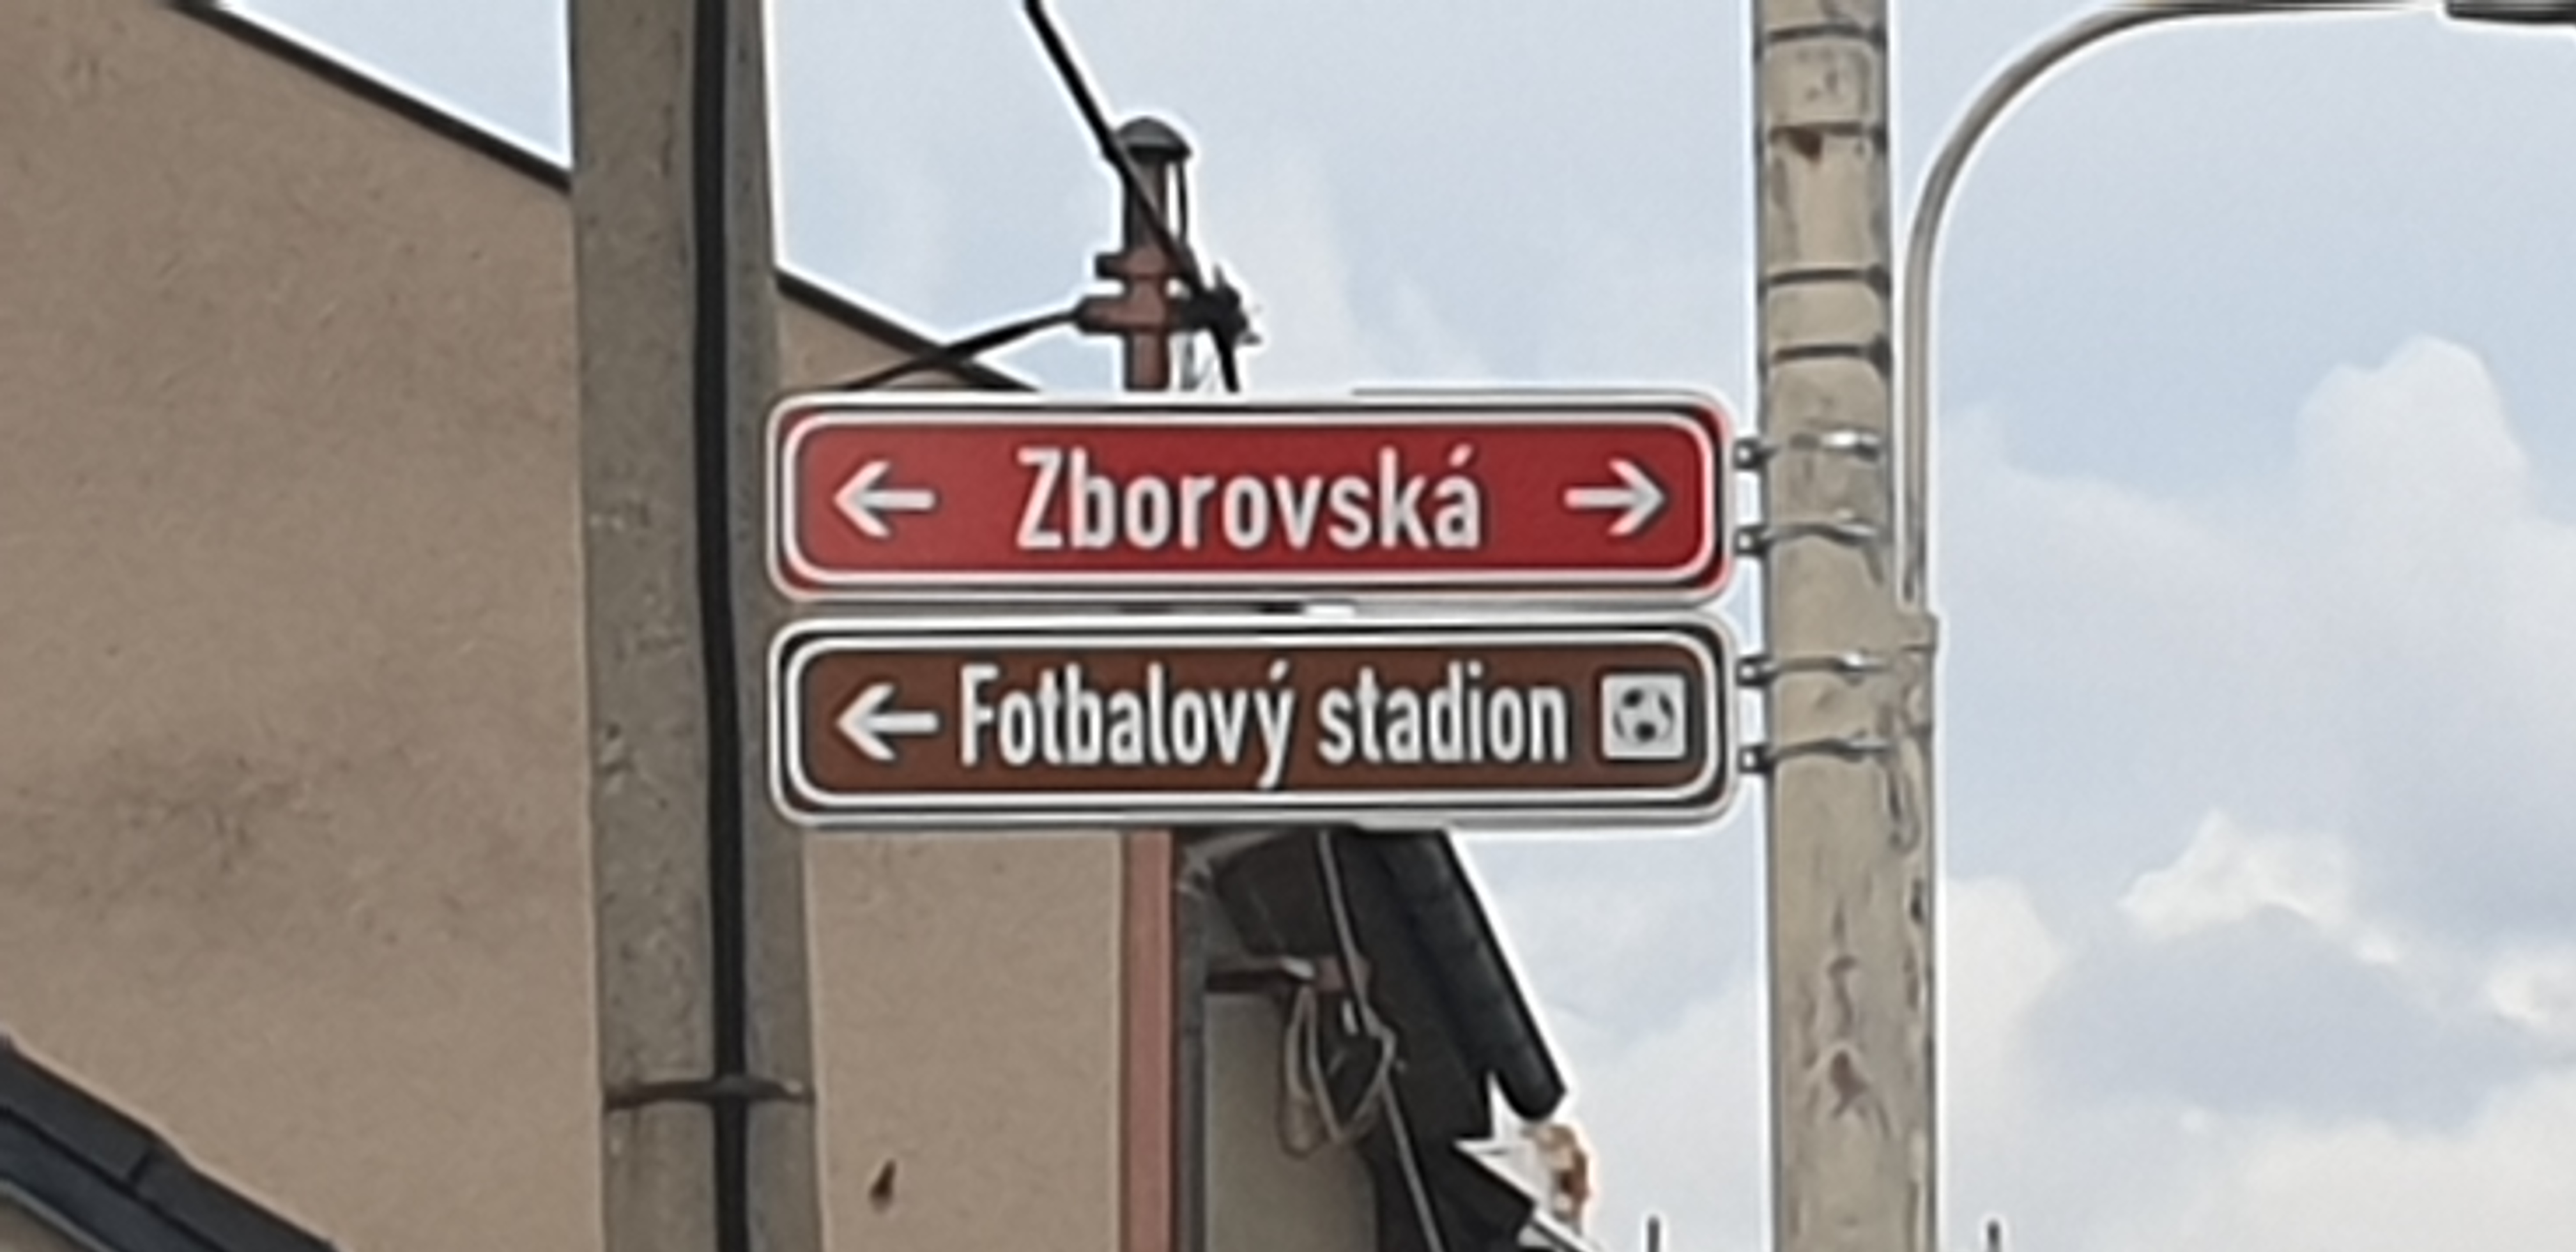 Zborovská
Fotbalový stadion